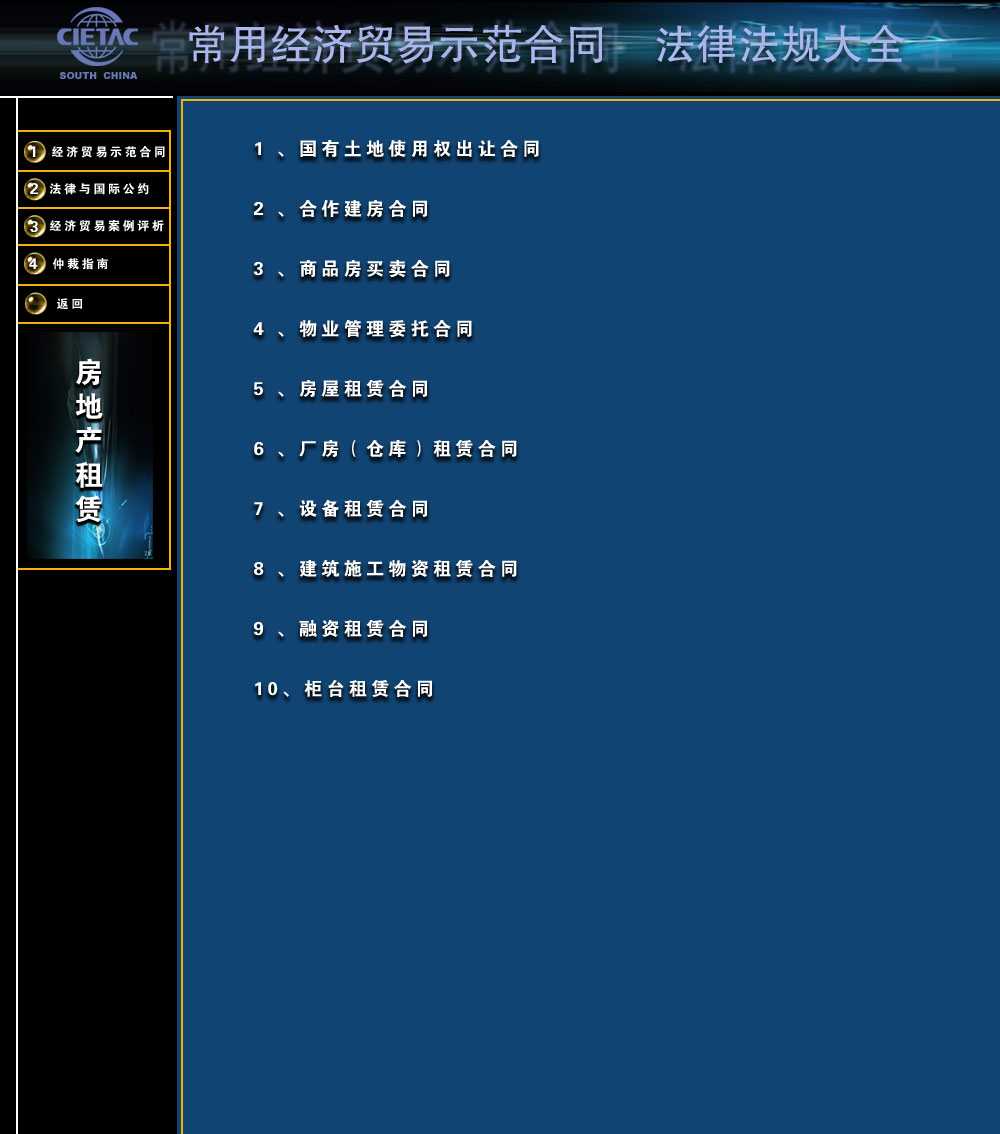 CIETAC
SOUTH CHINA
常用经济贸易示范合同 法律法规大全
1 经济贸易示范合同
2 法律与国际公约
3 经济贸易案例评析
4 仲裁指南
返回
房地产租赁
1 、国有土地使用权出让合同
2 、合作建房合同
3 、商品房买卖合同
4 、物业管理委托合同
5 、房屋租赁合同
6 、厂房（仓库）租赁合同
7 、设备租赁合同
8 、建筑施工物资租赁合同
9 、融资租赁合同
10、柜台租赁合同